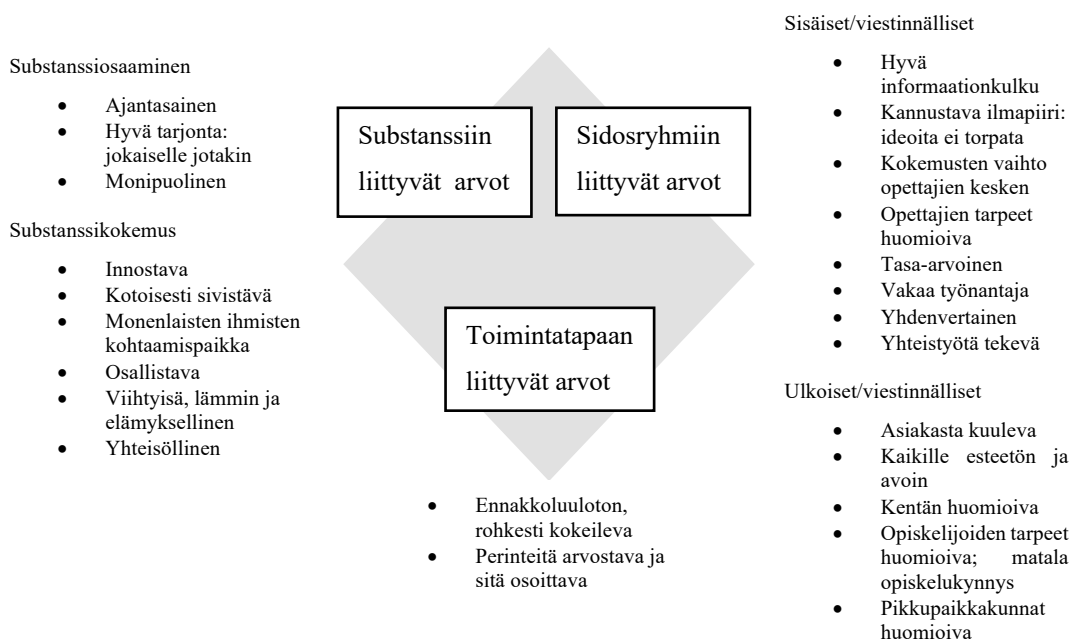 Substanssiosaaminen
• Ajantasainen
• Hyvä tarjonta:
jokaiselle jotakin
• Monipuolinen
Substanssikokemus
• Innostava
• Kotoisesti sivistävä
• Monenlaisten ihmisten
kohtaamispaikka
• Osallistava
• Viihtyisä, lämmin ja
elämyksellinen
• Yhteisöllinen
Substanssiin
liittyvät arvot
Sidosryhmiin
liittyvät arvot
Toimintatapaan
liittyvät arvot
• Ennakkoluuloton,
rohkesti kokeileva
• Perinteitä arvostava ja
sitä osoittava
Sisäiset/viestinnälliset
• Hyvä
informaationkulku
• Kannustava ilmapiiri:
ideoita ei torpata
• Kokemusten vaihto
opettajien kesken
• Opettajien tarpeet
huomioiva
• Tasa-arvoinen
• Vakaa työnantaja
• Yhdenvertainen
• Yhteistyötä tekevä
Ulkoiset/viestinnälliset
• Asiakasta kuuleva
• Kaikille esteetön ja
avoin
• Kentän huomioiva
• Opiskelijoiden tarpeet
huomioiva; matala
opiskelukynnys
• Pikkupaikkakunnat
huomioiva